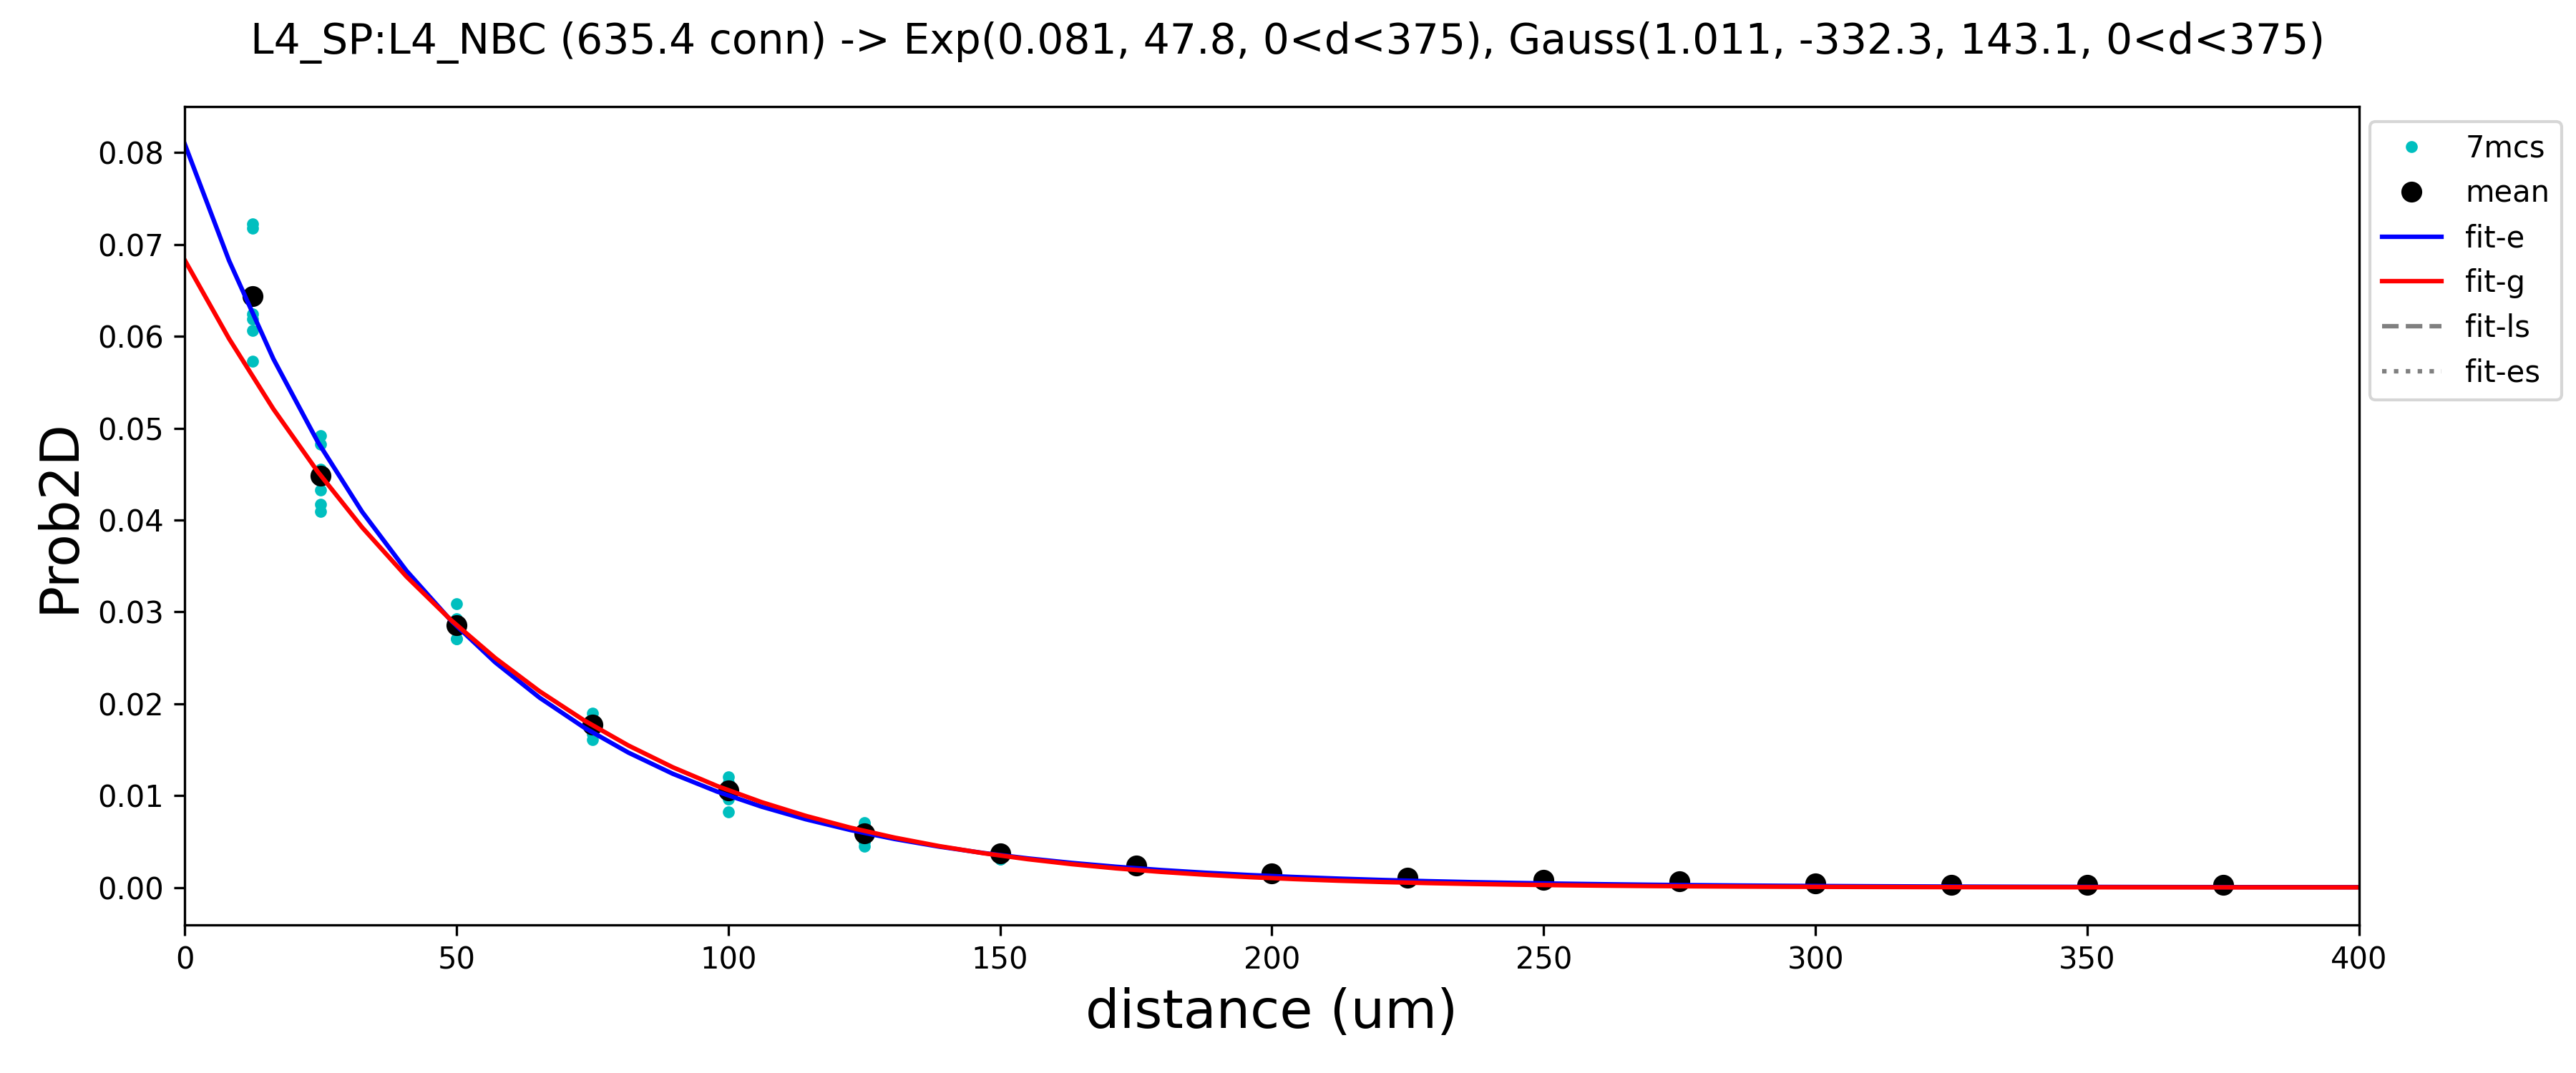 L4_SP:L4_NBC (635.4 conn) -> Exp(0.081, 47.8, 0<d<375), Gauss(1.011, -332.3, 143.1, 0<d<375)
Prob2D
0.08
0.07
0.06
0.05
0.04
0.03
0.02
0.01
0.00
0 50 100 150 200 250 300 350 400
distance (um)
7mcs
mean
fit-e
fit-g
fit-ls
fit-es